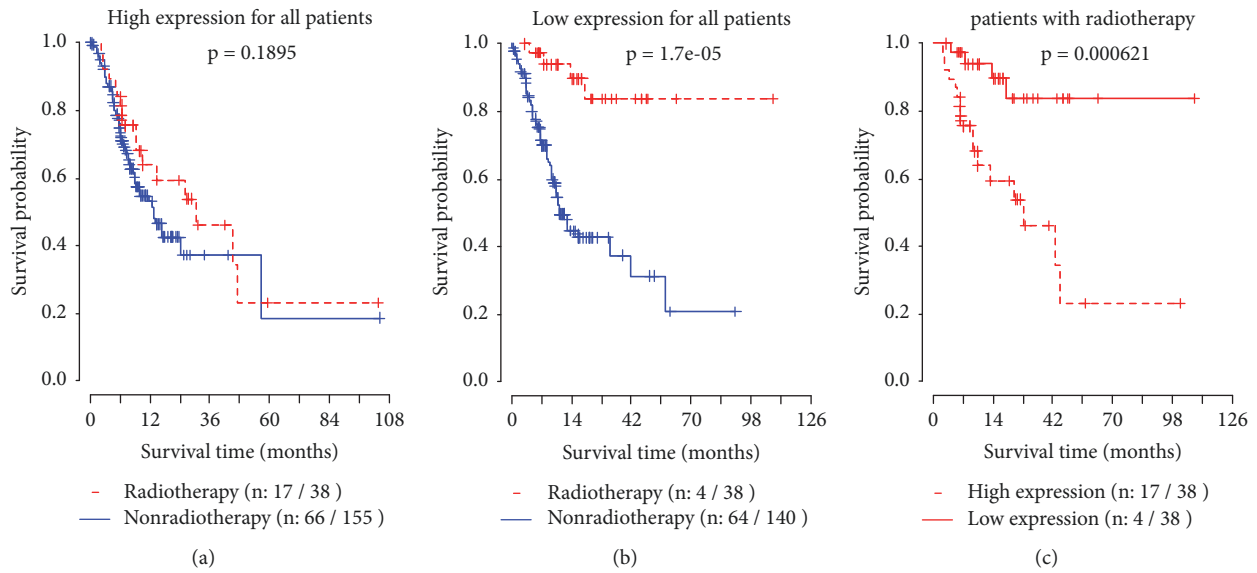 High expression for all patients
p = 0.1895
Survival probability
1.0
0.8
0.6
0.4
0.2
0.0
0 12 36 60 84 108
Survival time (months)
Radiotherapy (n: 17 / 38 )
Nonradiotherapy (n: 66 / 155 )
(a)
Low expression for all patients
p = 1.7e-05
Survival probability
1.0
0.8
0.6
0.4
0.2
0.0
0 14 42 70 98 126
Survival time (months)
Radiotherapy (n: 4 / 38 )
Nonradiotherapy (n: 64 / 140 )
(b)
patients with radiotherapy
p = 0.000621
Survival probability
1.0
0.8
0.6
0.4
0.2
0.0
0 14 42 70 98 126
Survival time (months)
High expression (n: 17 / 38 )
Low expression (n: 4 / 38 )
(c)